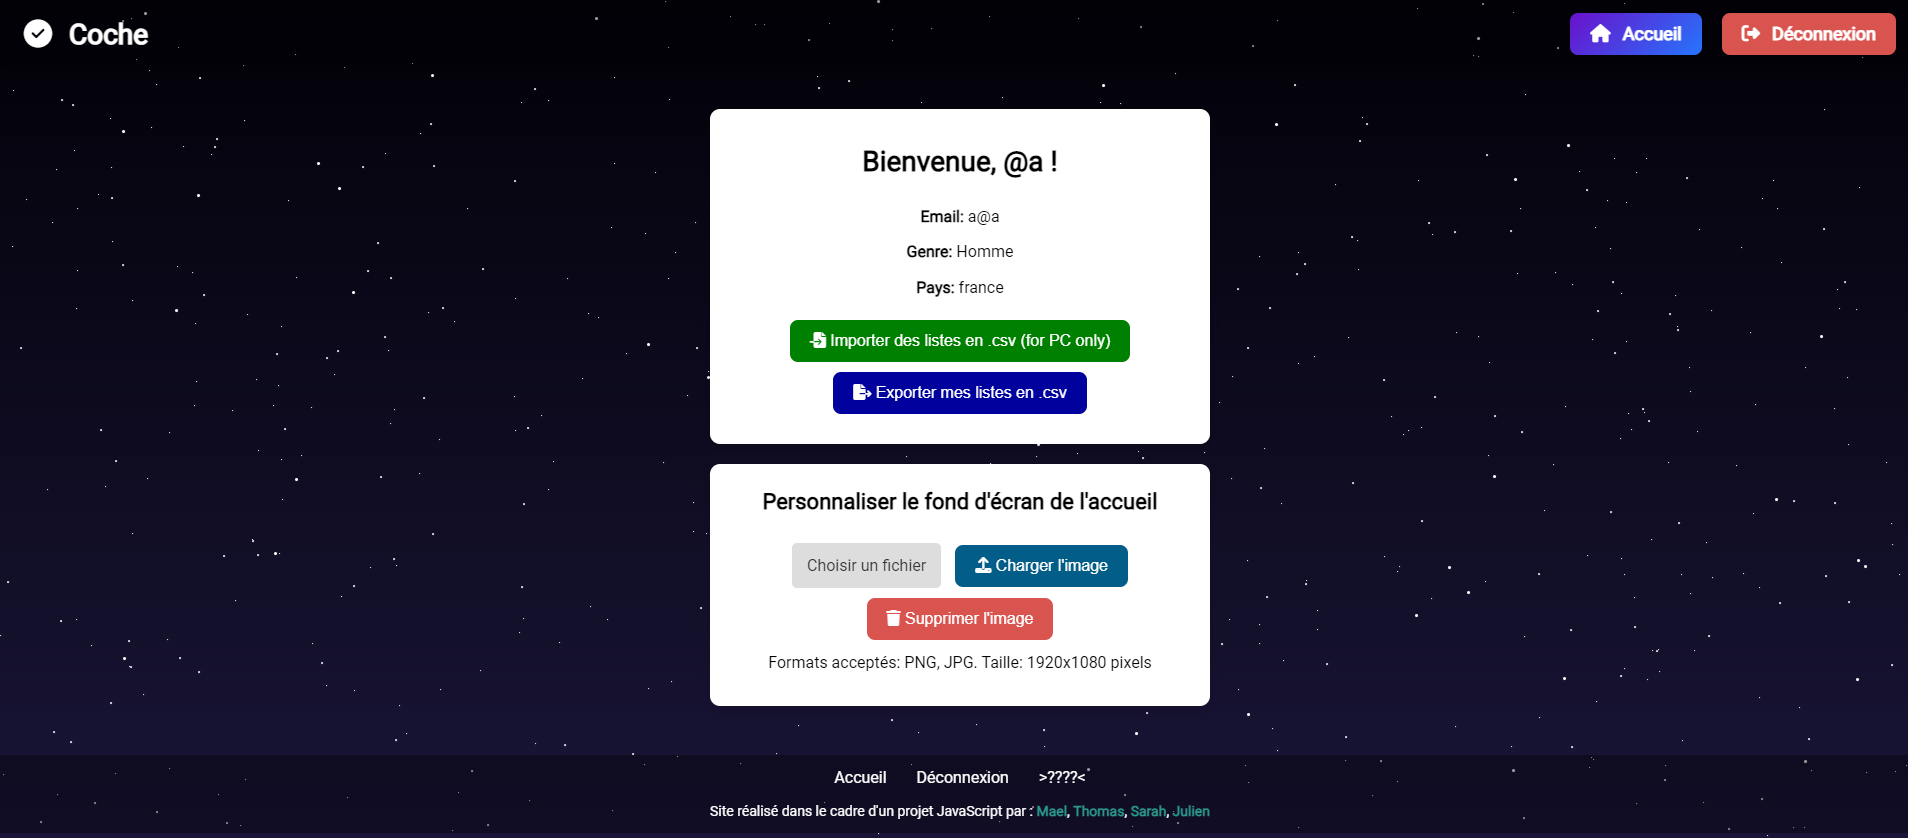 Coche
Accueil
Déconnexion
Bienvenue, @a !
Email: a@a
Genre: Homme
Pays: france
Importer des listes en .csv (for PC only)
Exporter mes listes en .csv
Personnaliser le fond d'écran de l'accueil
Choisir un fichier
Charger l'image
Supprimer l'image
Formats acceptés: PNG, JPG. Taille: 1920x1080 pixels
Accueil
Déconnexion
>????<
Site réalisé dans le cadre d'un projet JavaScript par : Mael, Thomas, Sarah, Julien